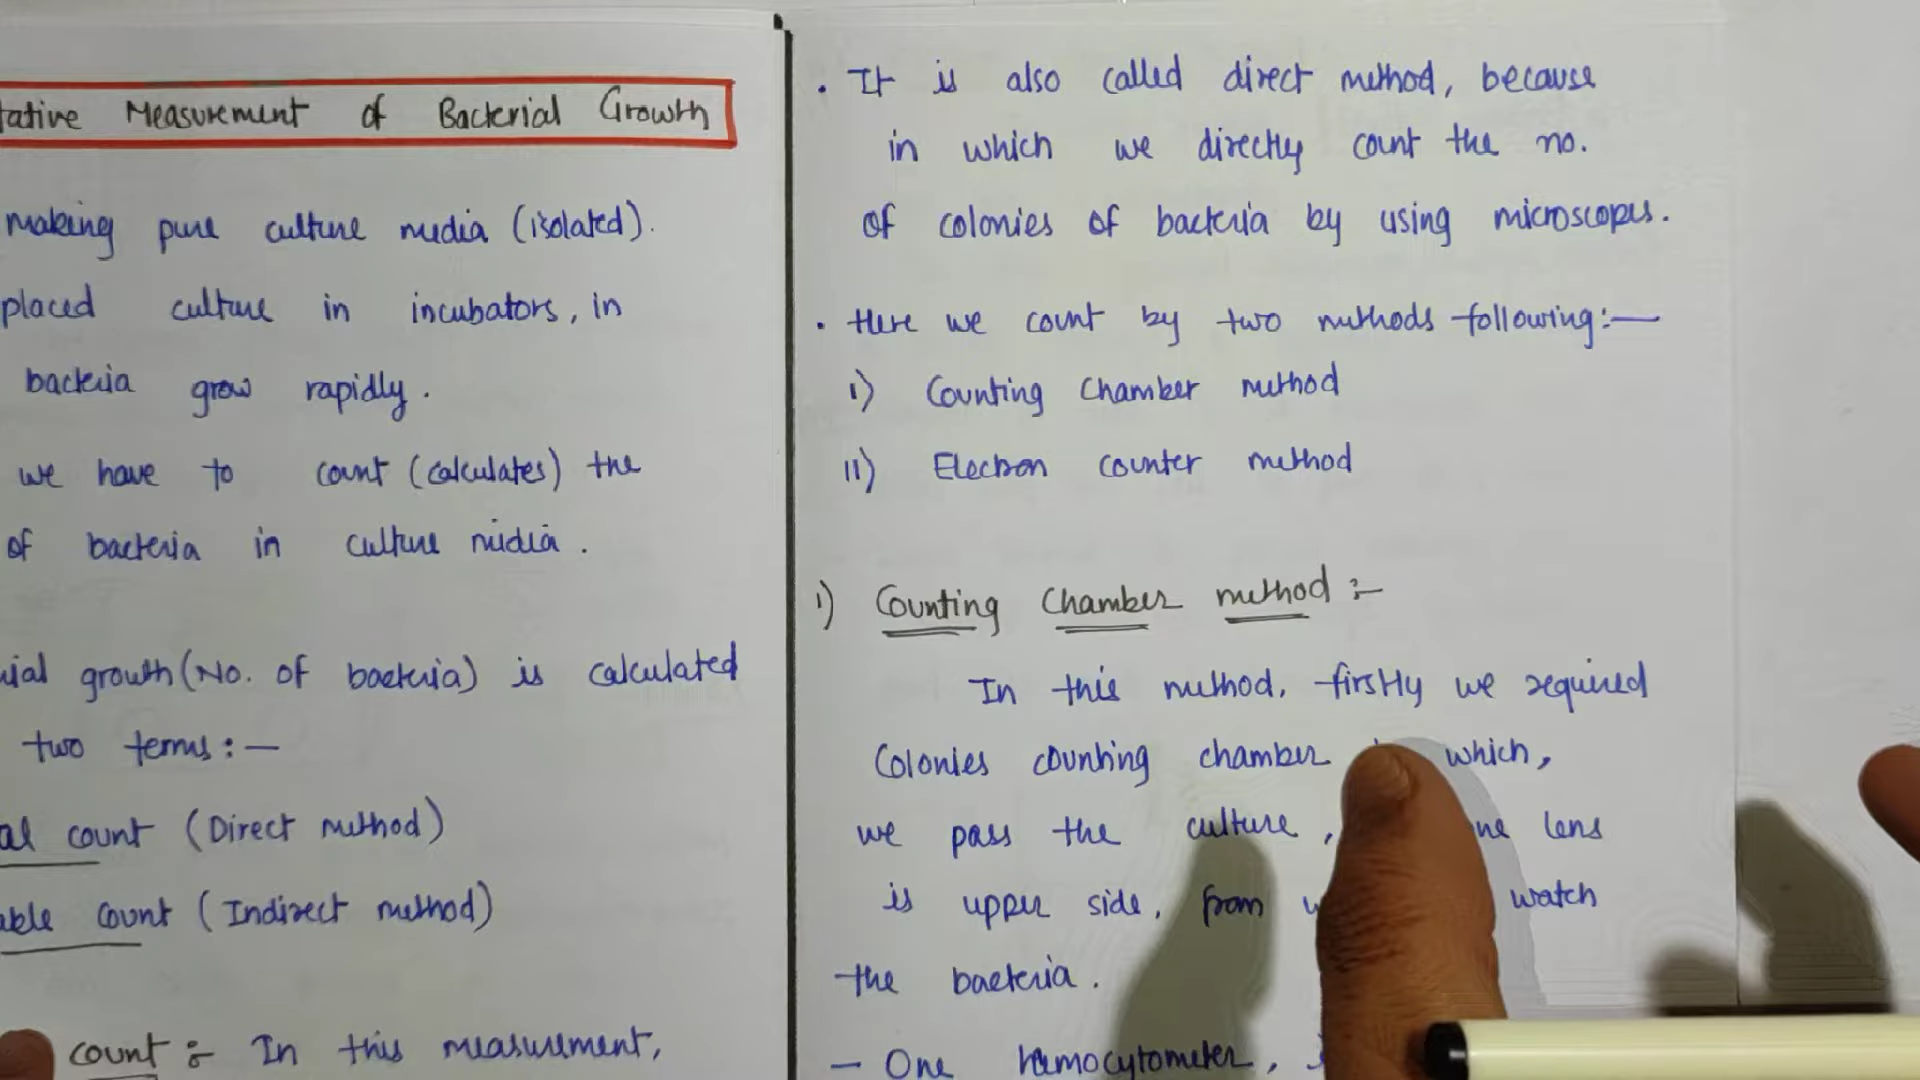 Measurement of Bacterial Growth
making pure culture media (isolated).
placed culture in incubators, in
bacteria grow rapidly.
we have to count (calculates) the
of bacteria in culture media.
growth (No. of bacteria) is calculated
two terms :-
count (Direct method)
count (Indirect method)
count :- In this measurement,
• It is also called direct method, because
in which we directly count the no.
of colonies of bacteria by using microscopes.
• Here we count by two methods following :-
i) Counting Chamber method
ii) Electron counter method
i) Counting Chamber method :-
In this method, firstly we required
Colonies counting chamber which,
we pass the culture, lens
is upper side, from watch
the bacteria.
- One hemocytometer,